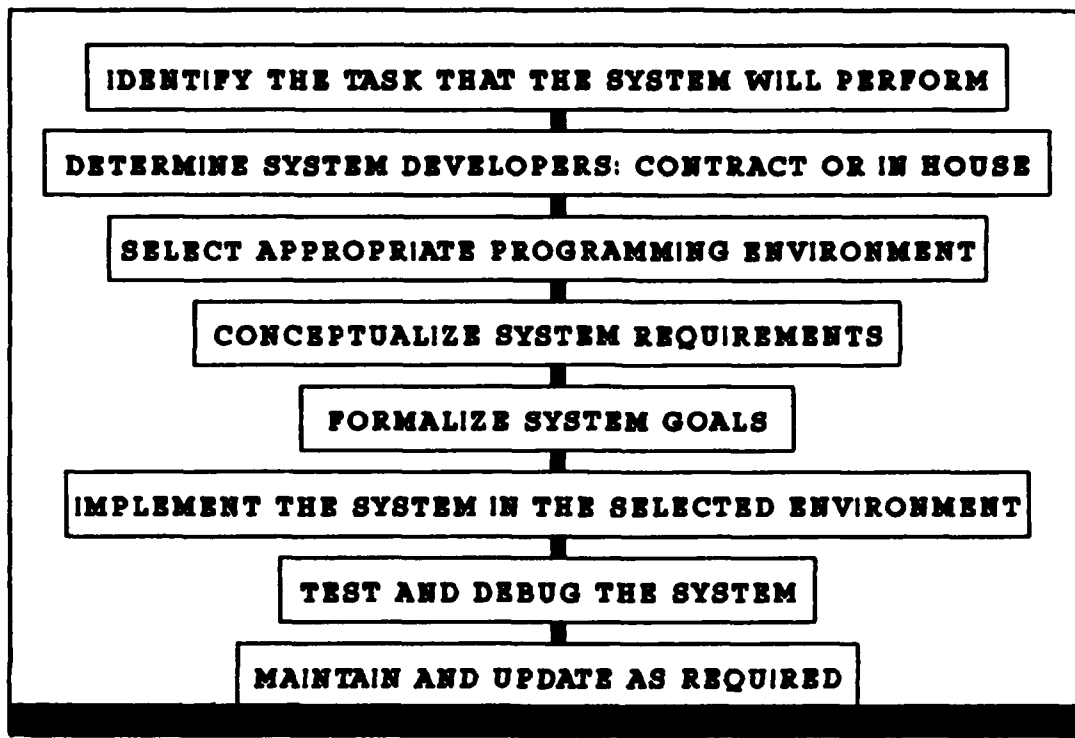 IDENTIFY THE TASK THAT THE SYSTEM WILL PERFORM
DETERMINE SYSTEM DEVELOPERS: CONTRACT OR IN HOUSE
SELECT APPROPRIATE PROGRAMMING ENVIRONMENT
CONCEPTUALIZE SYSTEM REQUIREMENTS
FORMALIZE SYSTEM GOALS
IMPLEMENT THE SYSTEM IN THE SELECTED ENVIRONMENT
TEST AND DEBUG THE SYSTEM
MAINTAIN AND UPDATE AS REQUIRED